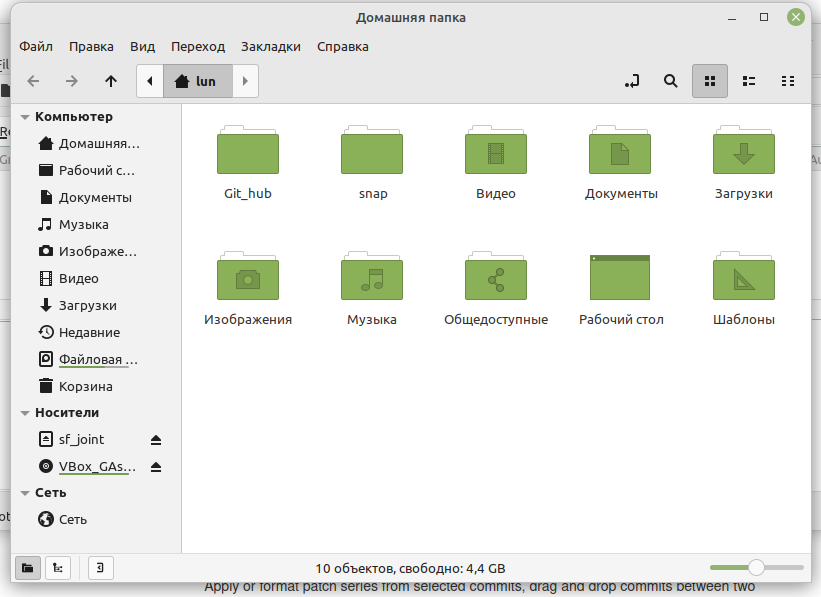 Домашняя папка
Файл Правка Вид Переход Закладки Справка
lun
Компьютер
Домашняя...
Рабочий с...
Документы
Музыка
Изображе...
Видео
Загрузки
Недавние
Файловая ...
Корзина
Носители
sf_joint
VBox_GAs...
Сеть
Сеть
Git_hub snap Видео Документы Загрузки
Изображения Музыка Общедоступные Рабочий стол Шаблоны
10 объектов, свободно: 4,4 GB
Apply or format patch series from selected commits, drag and drop commits between two